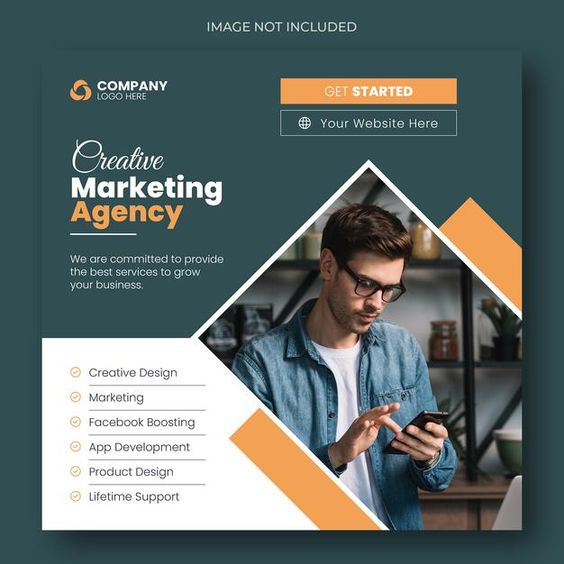 IMAGE NOT INCLUDED
COMPANY
LOGO HERE
GET STARTED
Your Website Here
Creative
Marketing
Agency
We are committed to provide
the best services to grow
your business.
Creative Design
Marketing
Facebook Boosting
App Development
Product Design
Lifetime Support